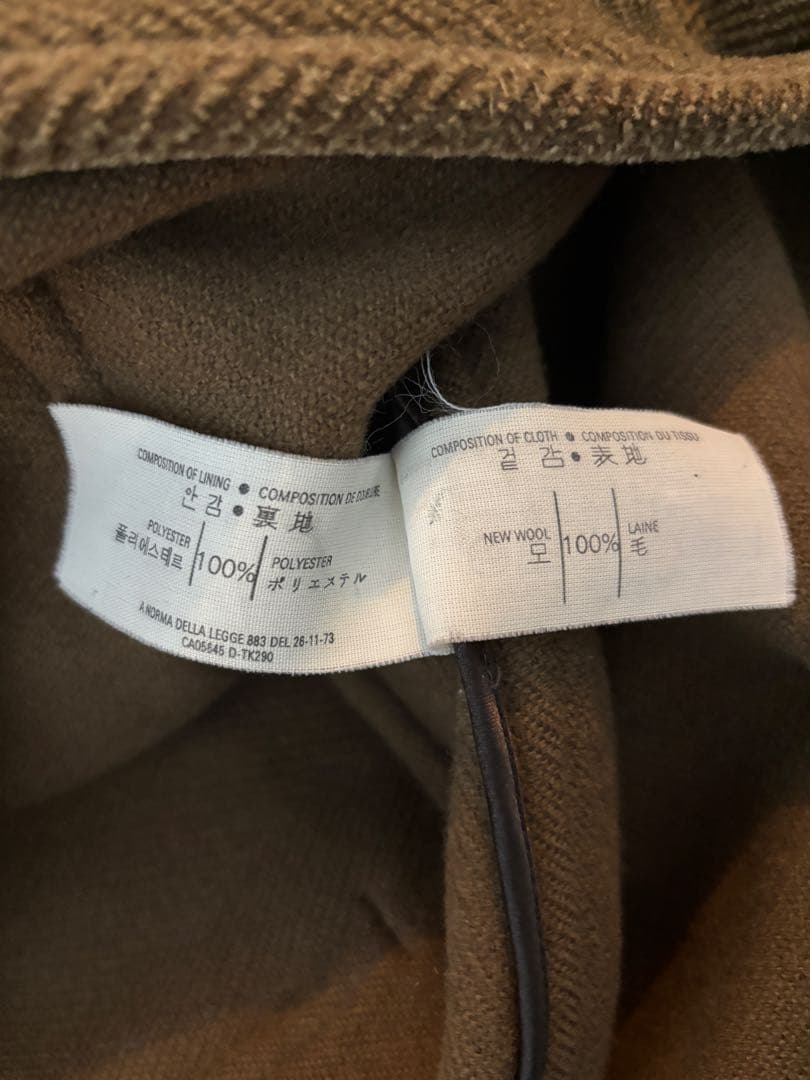 COMPOSITION OF LINING ● COMPOSITION DE DOUBLURE
안 감 ● 裏 地
POLYESTER
폴리에스테르
100%
POLYESTER
ポリエステル
A NORMA DELLA LEGGE 883 DEL 26-11-73
CA05645 D-TK290
COMPOSITION OF CLOTH ● COMPOSITION DU TISSU
겉 감 ● 表 地
NEW WOOL
모
100%
LAINE
毛